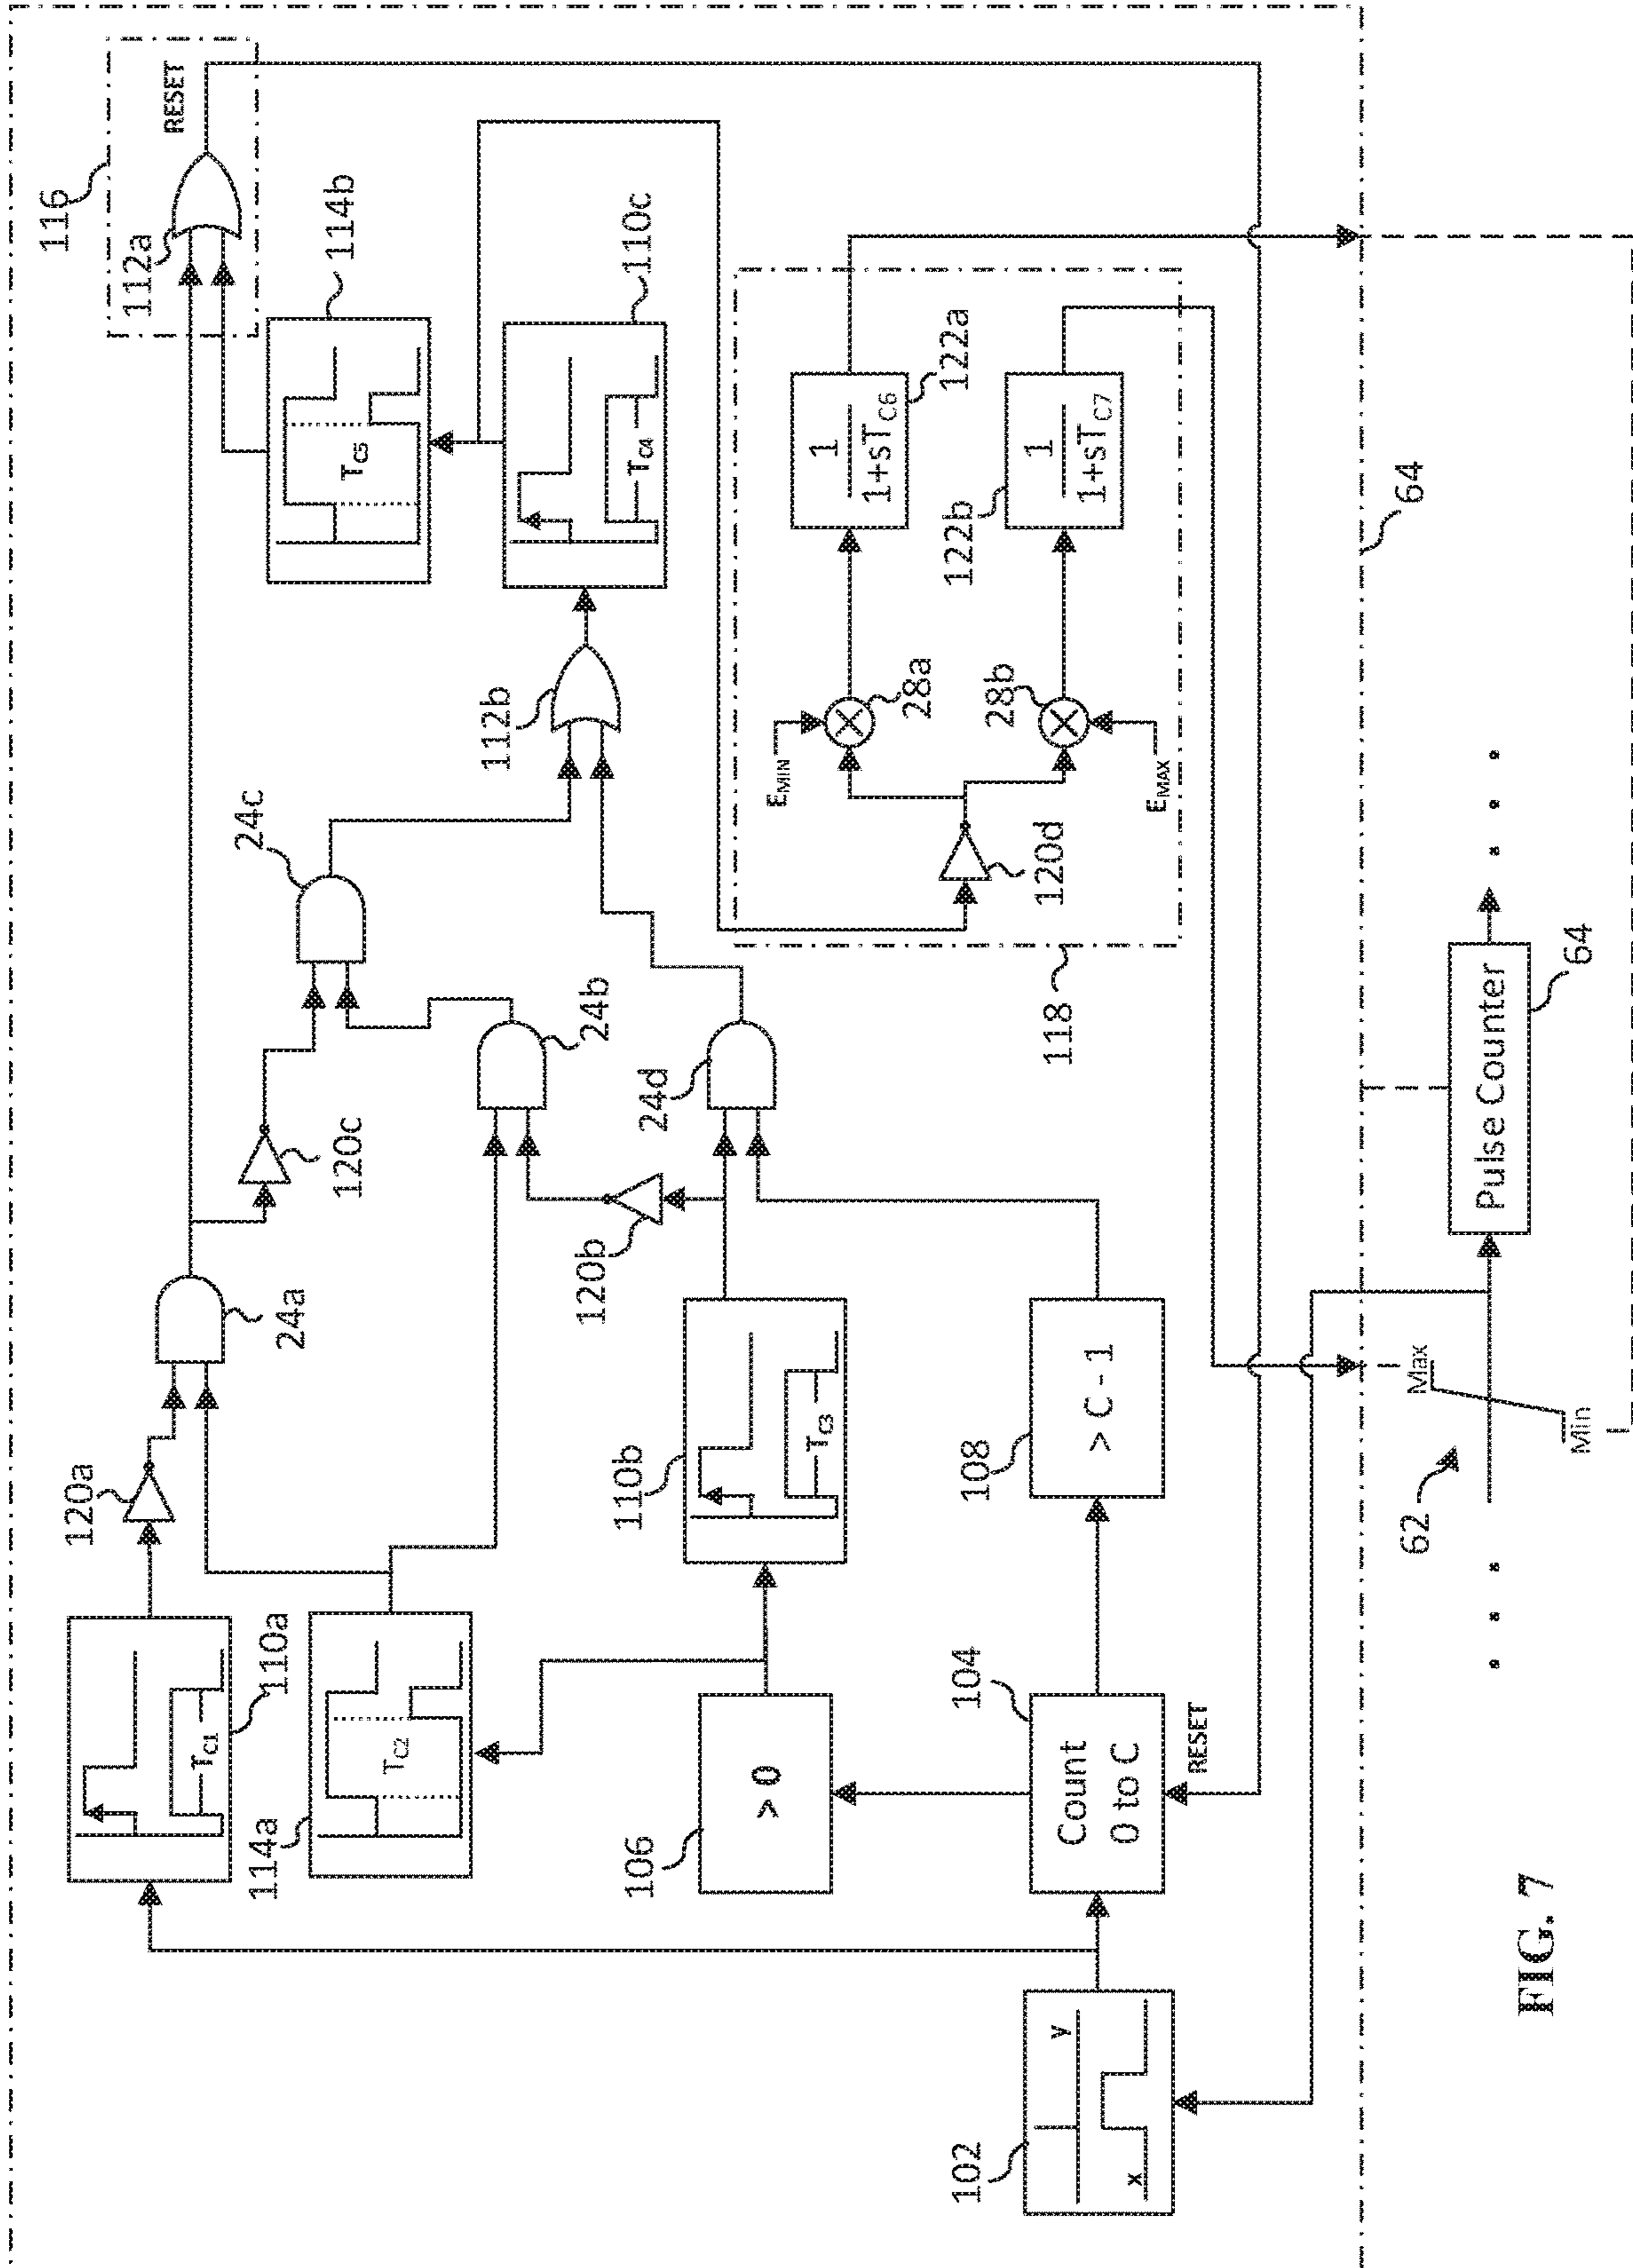 116
RESET
112a
114b
T_C5
110c
T_C4
24c
112b
120c
24b
24a
120a
T_C1
110a
114a
T_C2
24d
120b
110b
T_C3
106
> 0
104
Count
0 to C
RESET
108
> C - 1
102
x
y
118
120d
E_MIN
28a
E_MAX
28b
1
1+sT_C6
122a
1
1+sT_C7
122b
64
Max
Min
62
Pulse Counter
64
FIG. 7